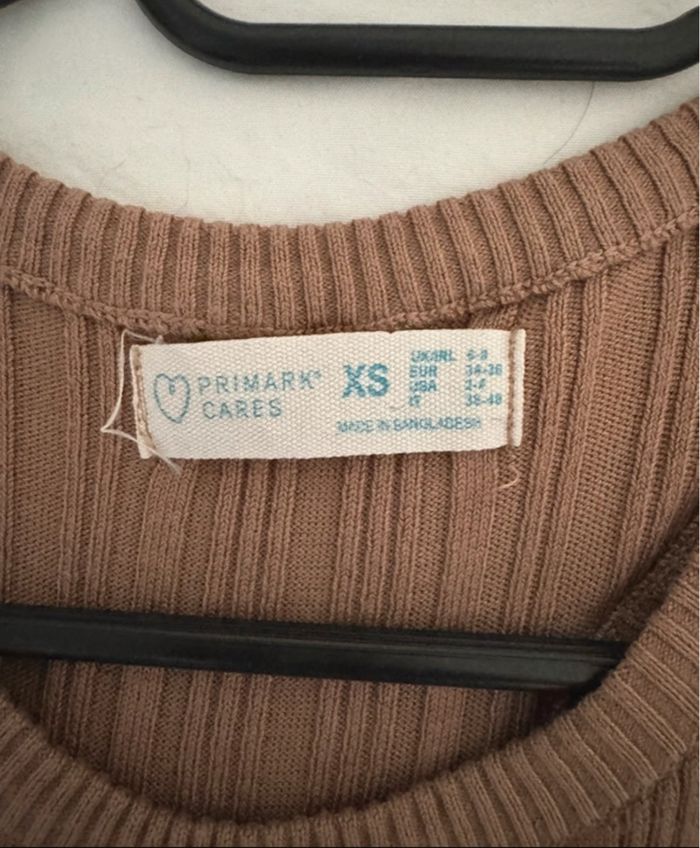 PRIMARK®
CARES
XS
UK/IRL 6-8
EUR 34-36
USA 2-4
IT 38-40
MADE IN BANGLADESH